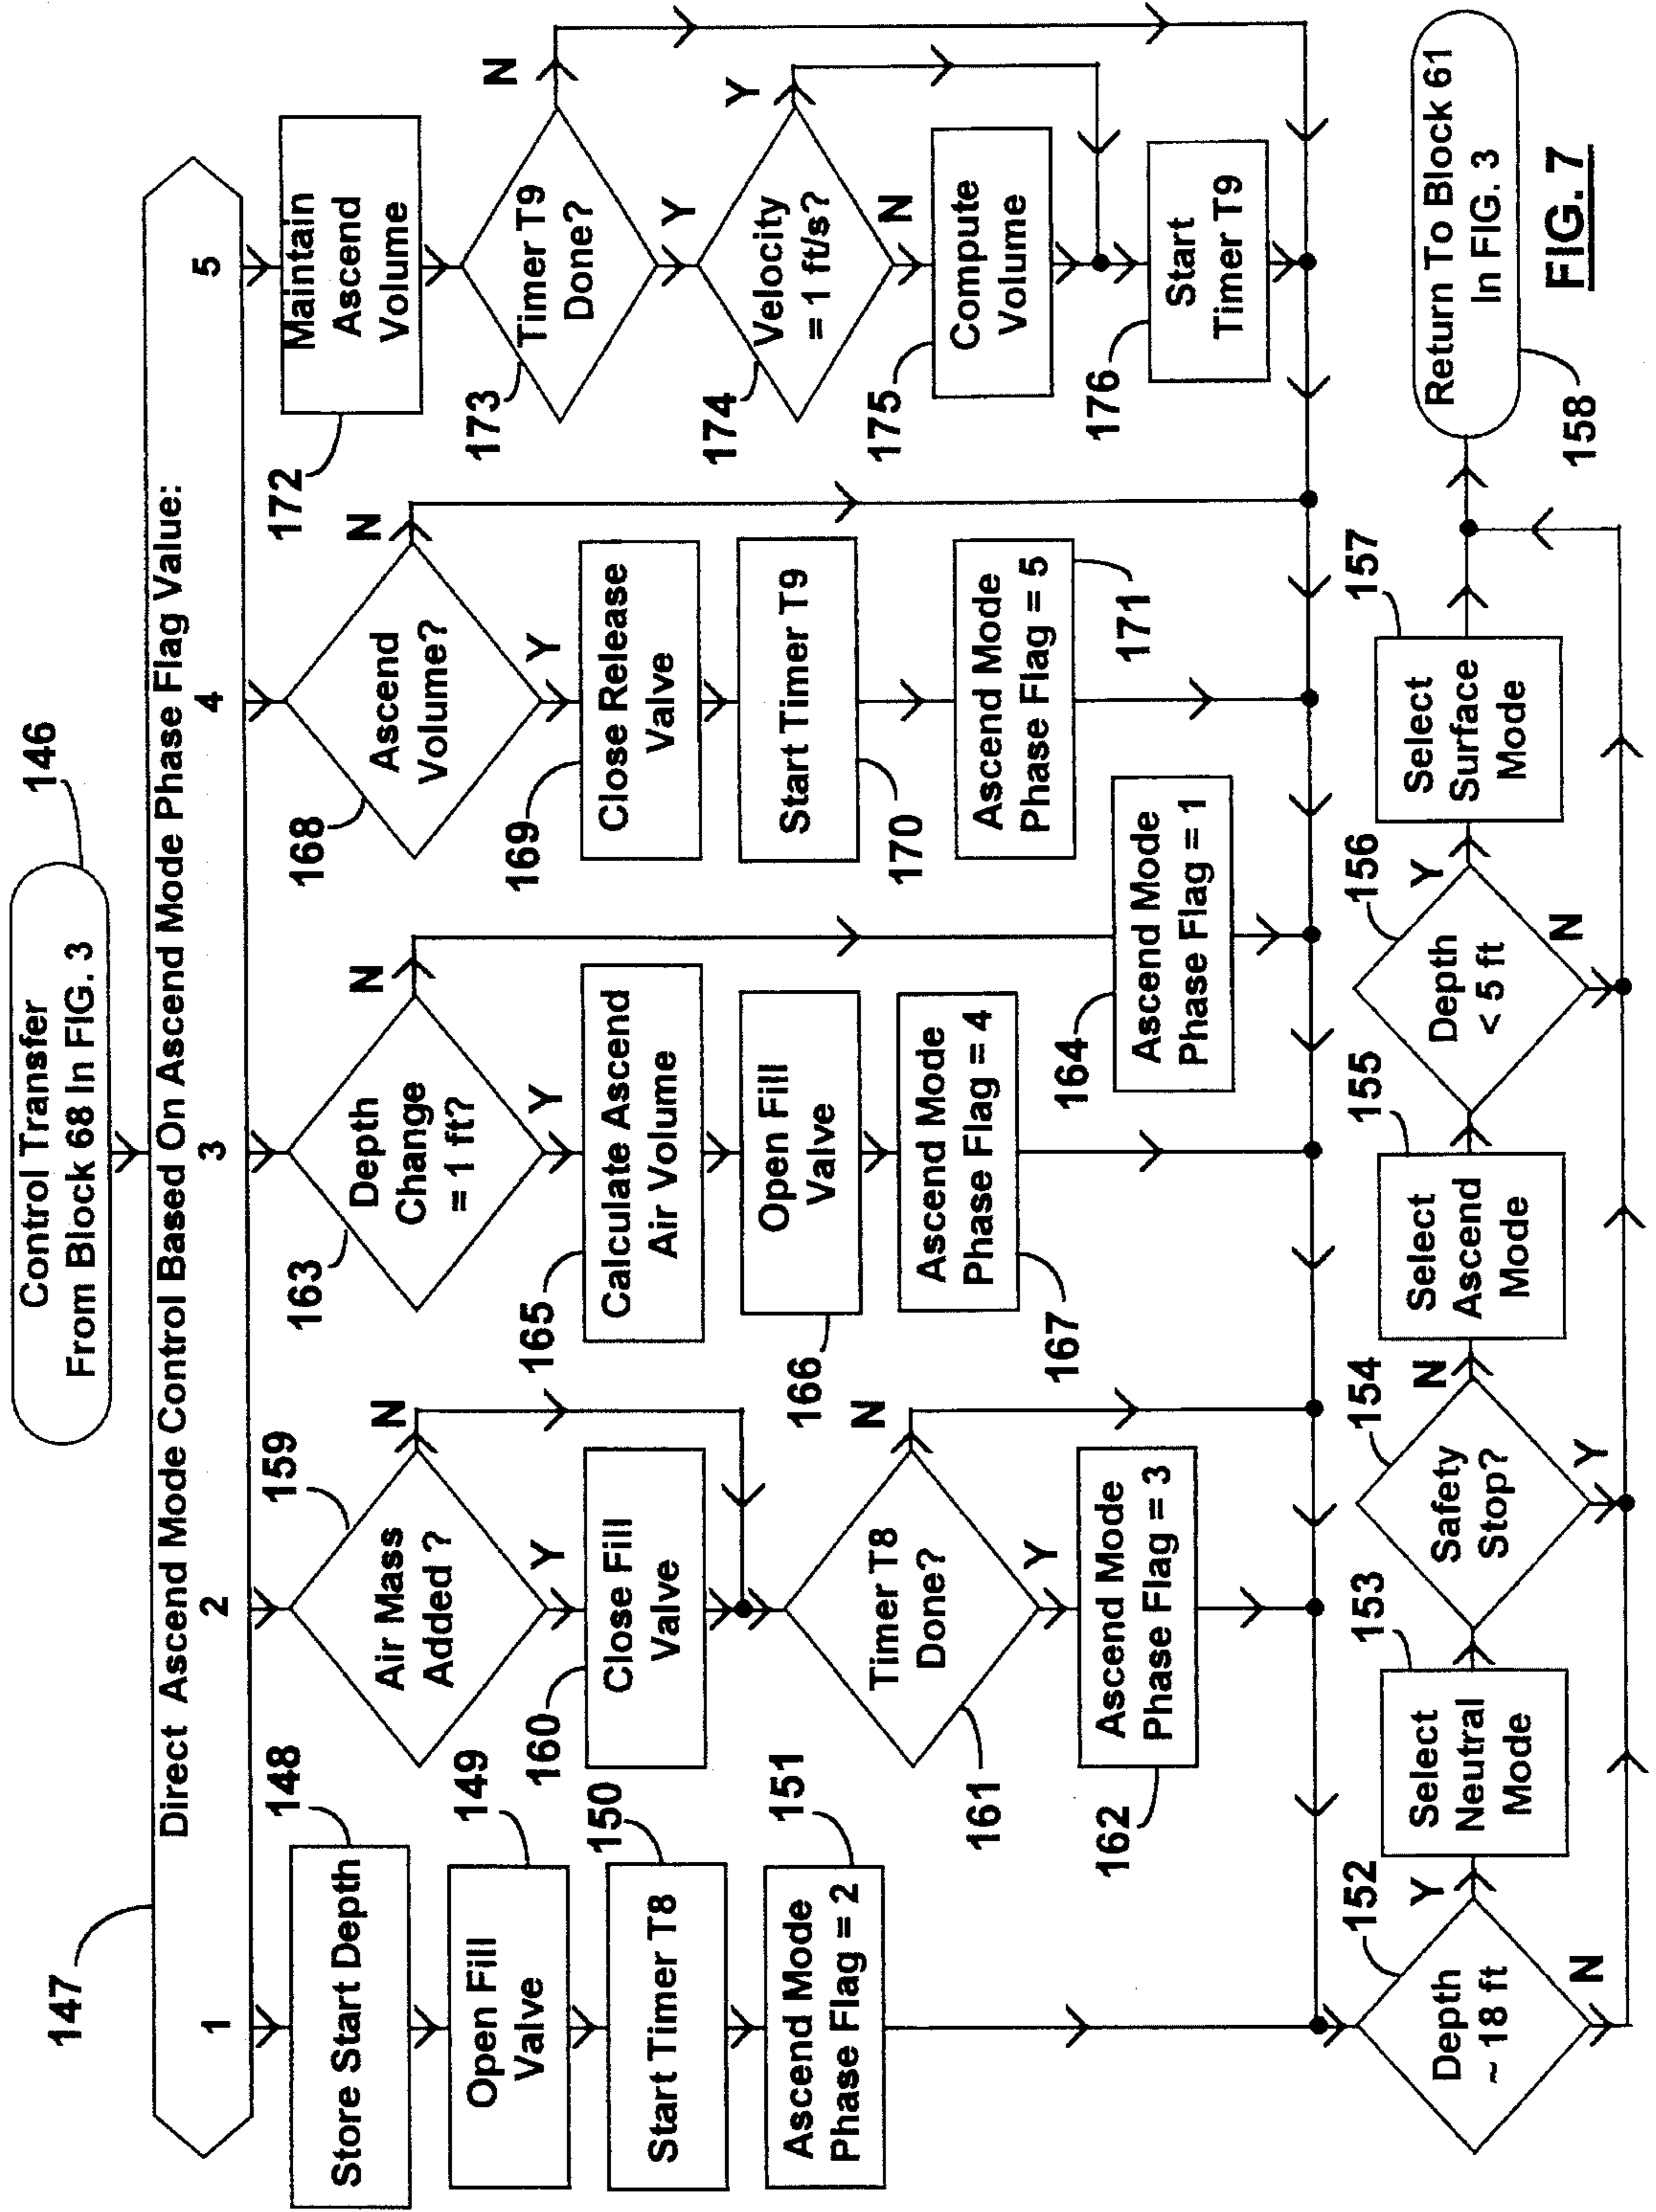 Control Transfer
From Block 68 In FIG. 3
146
147
Direct Ascend Mode Control Based On Ascend Mode Phase Flag Value:
1
2
3
4
5
148
Store Start Depth
149
Open Fill
Valve
150
Start Timer T8
151
Ascend Mode
Phase Flag = 2
159
Air Mass
Added ?
N
Y
160
Close Fill
Valve
161
Timer T8
Done?
N
Y
162
Ascend Mode
Phase Flag = 3
163
Depth
Change
= 1 ft?
N
Y
165
Calculate Ascend
Air Volume
166
Open Fill
Valve
167
Ascend Mode
Phase Flag = 4
164
Ascend Mode
Phase Flag = 1
168
Ascend
Volume?
N
Y
169
Close Release
Valve
170
Start Timer T9
171
Ascend Mode
Phase Flag = 5
172
Maintain
Ascend
Volume
173
Timer T9
Done?
N
Y
174
Velocity
= 1 ft/s?
Y
N
175
Compute
Volume
176
Start
Timer T9
152
Depth
~ 18 ft
Y
N
153
Select
Neutral
Mode
154
Safety
Stop?
N
Y
155
Select
Ascend
Mode
156
Depth
< 5 ft
Y
N
157
Select
Surface
Mode
158
Return To Block 61
In FIG. 3
FIG. 7